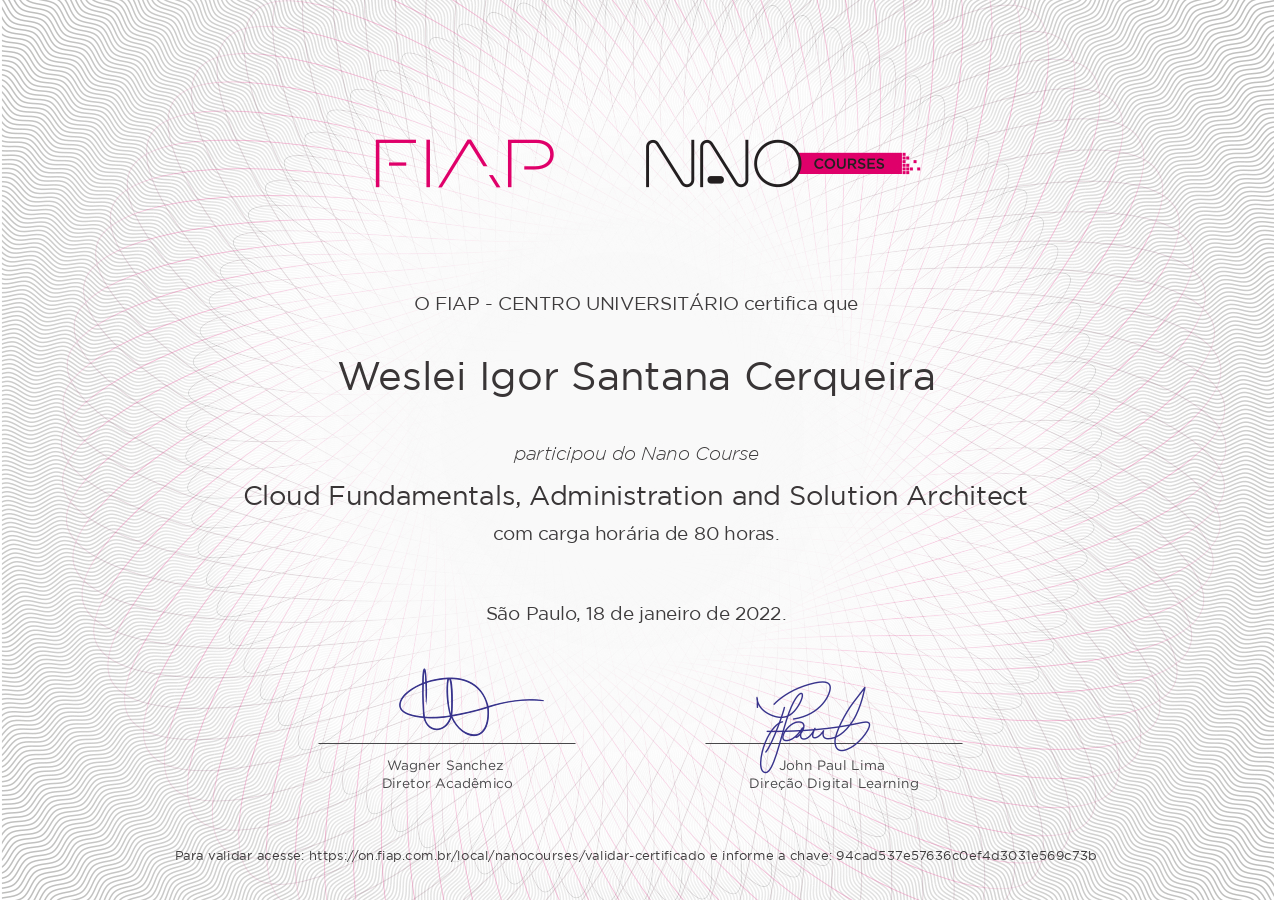 FIAP NANO COURSES
O FIAP - CENTRO UNIVERSITÁRIO certifica que
Weslei Igor Santana Cerqueira
participou do Nano Course
Cloud Fundamentals, Administration and Solution Architect
com carga horária de 80 horas.
São Paulo, 18 de janeiro de 2022.
Wagner Sanchez
Diretor Acadêmico
John Paul Lima
Direção Digital Learning
Para validar acesse: https://on.fiap.com.br/local/nanocourses/validar-certificado e informe a chave: 94cad537e57636c0ef4d3031e569c73b